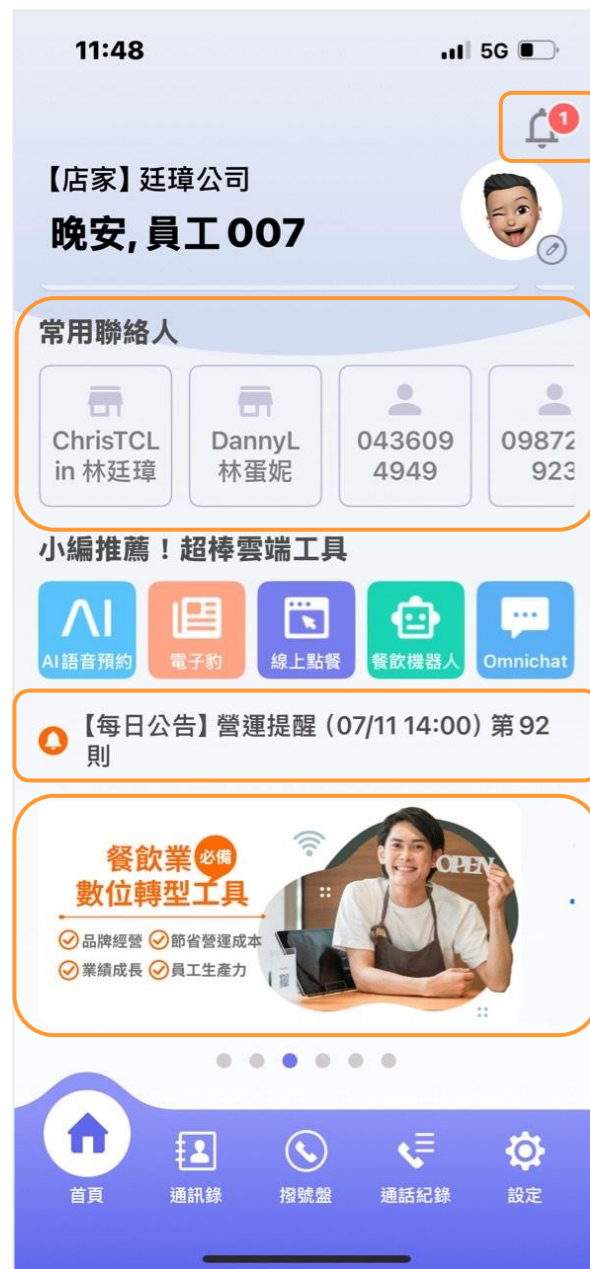 11:48
5G
1
【店家】廷璋公司
晚安, 員工007
常用聯絡人
ChrisTCL
in 林廷璋
DannyL
林蛋妮
043609
4949
09872
923
小編推薦！超棒雲端工具
AI
AI語音預約
電子豹
線上點餐
餐飲機器人
Omnichat
【每日公告】營運提醒（07/11 14:00）第92
則
餐飲業 必備
數位轉型工具
品牌經營 節省營運成本
業績成長 員工生產力
OPEN
首頁
通訊錄
撥號盤
通話紀錄
設定